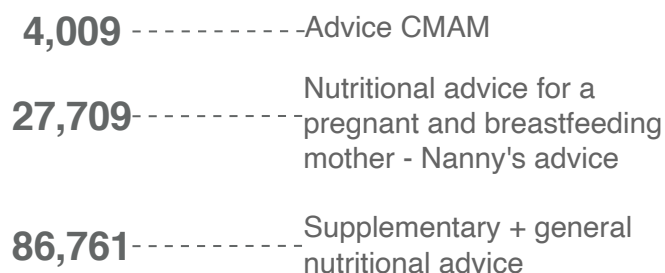 4,009 Advice CMAM
Nutritional advice for a
27,709 pregnant and breastfeeding
mother - Nanny's advice
Supplementary + general
86,761 nutritional advice